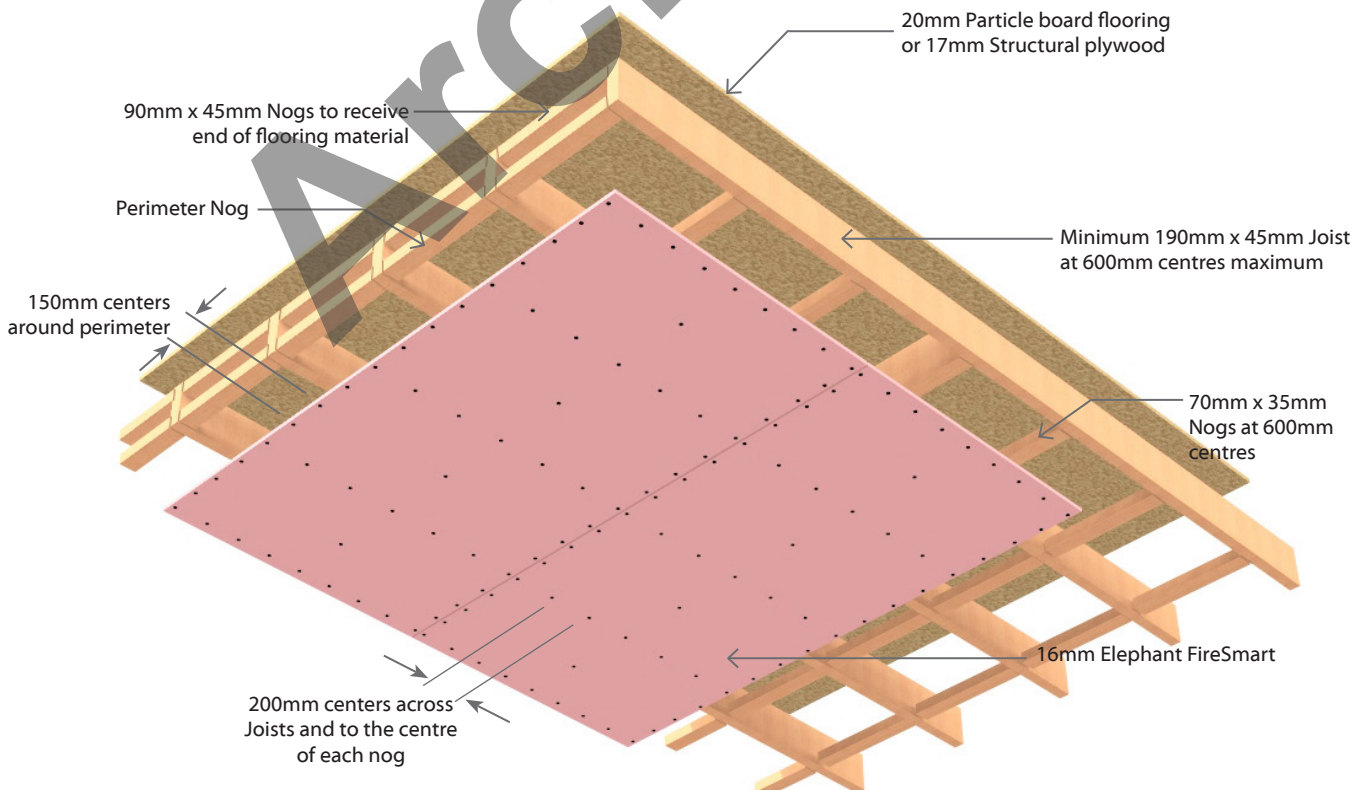 20mm Particle board flooring
or 17mm Structural plywood
90mm x 45mm Nogs to receive
end of flooring material
Perimeter Nog
Minimum 190mm x 45mm Joist
at 600mm centres maximum
150mm centers
around perimeter
70mm x 35mm
Nogs at 600mm
centres
16mm Elephant FireSmart
200mm centers across
Joists and to the centre
of each nog